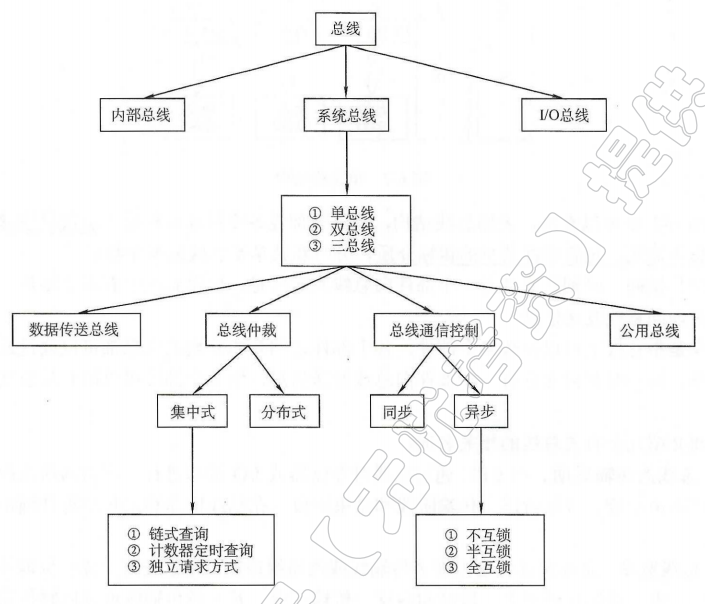 总线
内部总线 系统总线 I/O总线
① 单总线
② 双总线
③ 三总线
数据传送总线 总线仲裁 总线通信控制 公用总线
集中式 分布式 同步 异步
① 链式查询
② 计数器定时查询
③ 独立请求方式
① 不互锁
② 半互锁
③ 全互锁
【无忧考资】提供